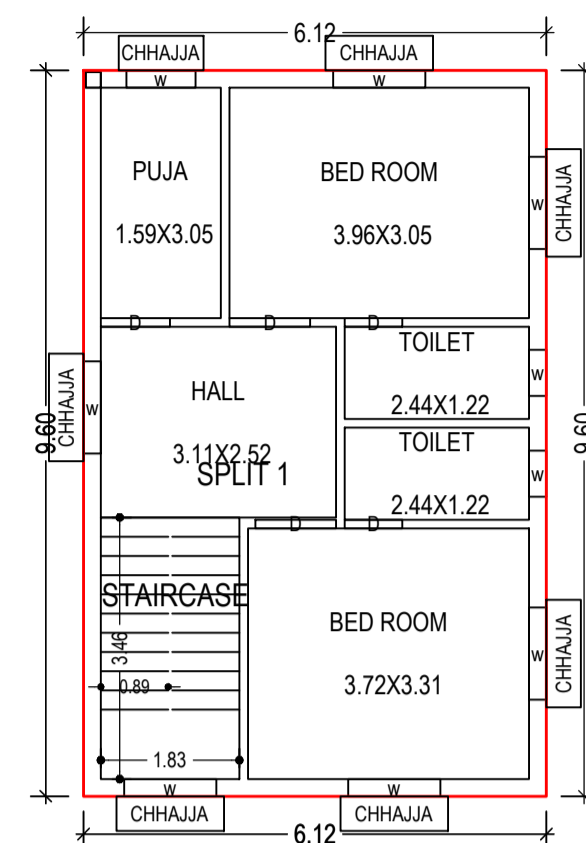 6.12
CHHAJJA
CHHAJJA
W
W
PUJA
BED ROOM
1.59X3.05
3.96X3.05
W
CHHAJJA
D
D
D
TOILET
2.44X1.22
W
CHHAJJA
W
HALL
3.11X2.52
SPLIT 1
9.60
9.60
TOILET
2.44X1.22
W
D
D
STAIRCASE
3.46
0.89
1.83
BED ROOM
3.72X3.31
W
CHHAJJA
W
W
CHHAJJA
CHHAJJA
6.12